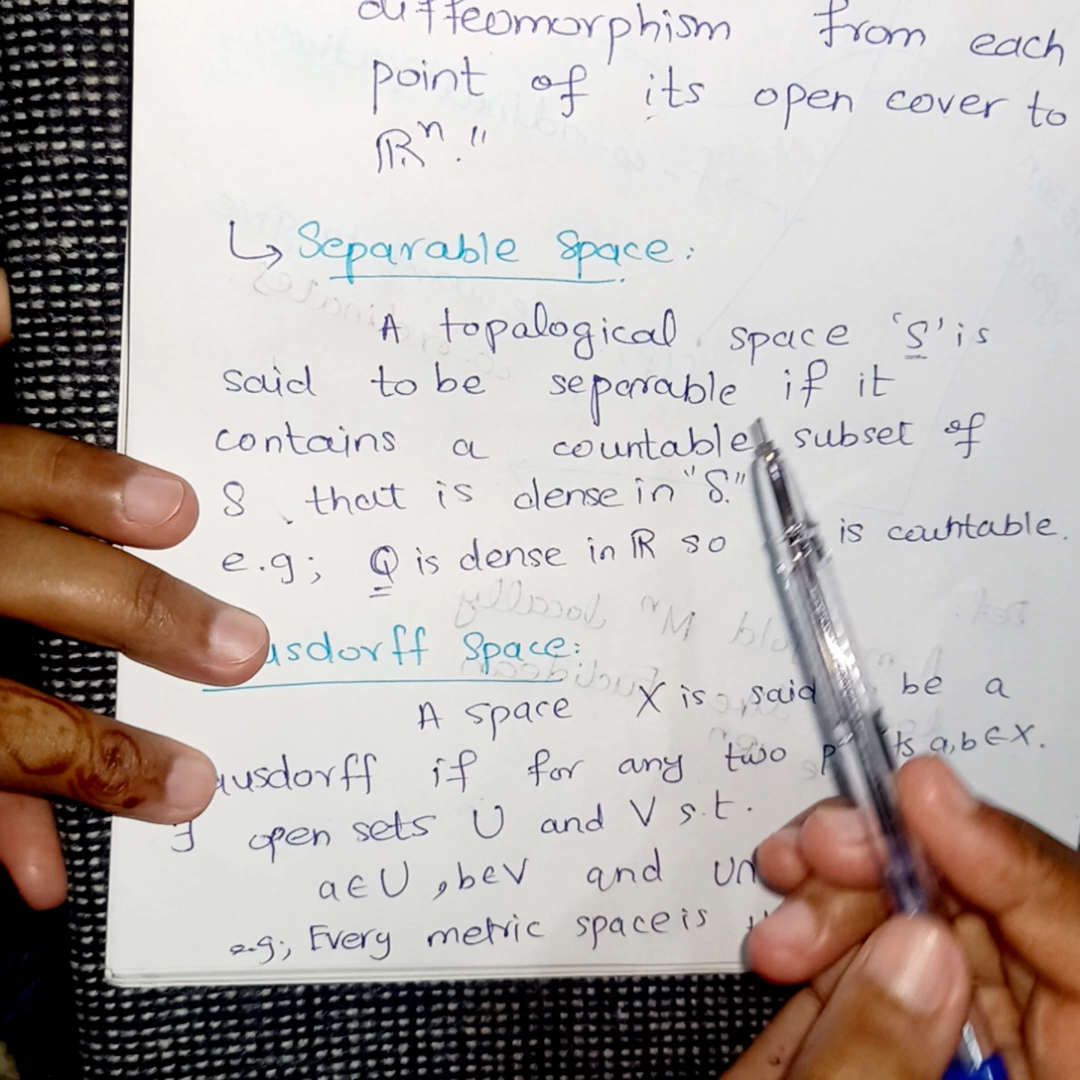 diffeomorphism from each
point of its open cover to
ℝⁿ."
↳ Separable Space:
A topalogical space 'S' is
said to be separable if it
contains a countable subset of
S that is dense in "S."
e.g; Q is dense in ℝ so is countable.
usdorff Space:
A space X is said be a
ausdorff if for any two p ts a,b∈X.
∃ open sets U and V s.t.
a∈U, b∈V and U∩
e.g; Every metric space is